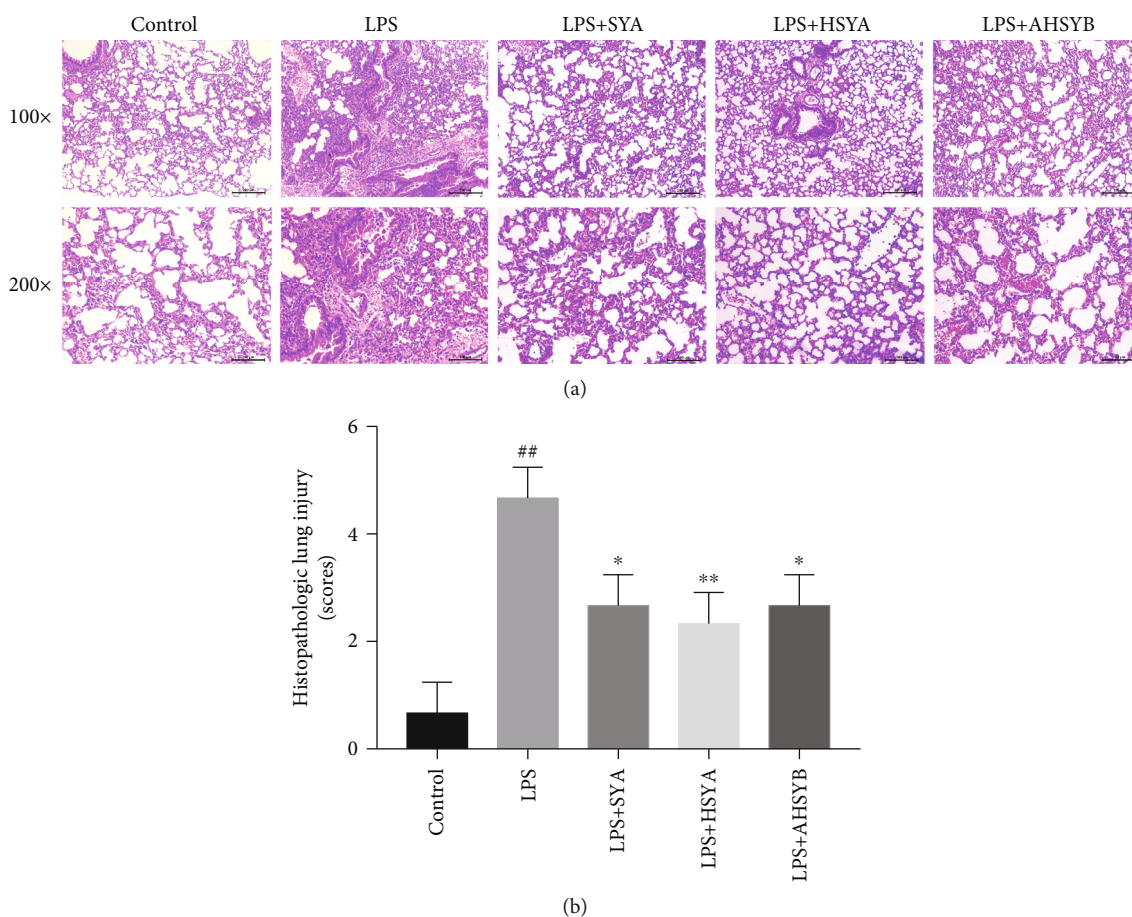 Control LPS LPS+SYA LPS+HSYA LPS+AHSYB
100×
200×
(a)
Histopathologic lung injury
(scores)
6
4
2
0
##
*
**
*
Control
LPS
LPS+SYA
LPS+HSYA
LPS+AHSYB
(b)